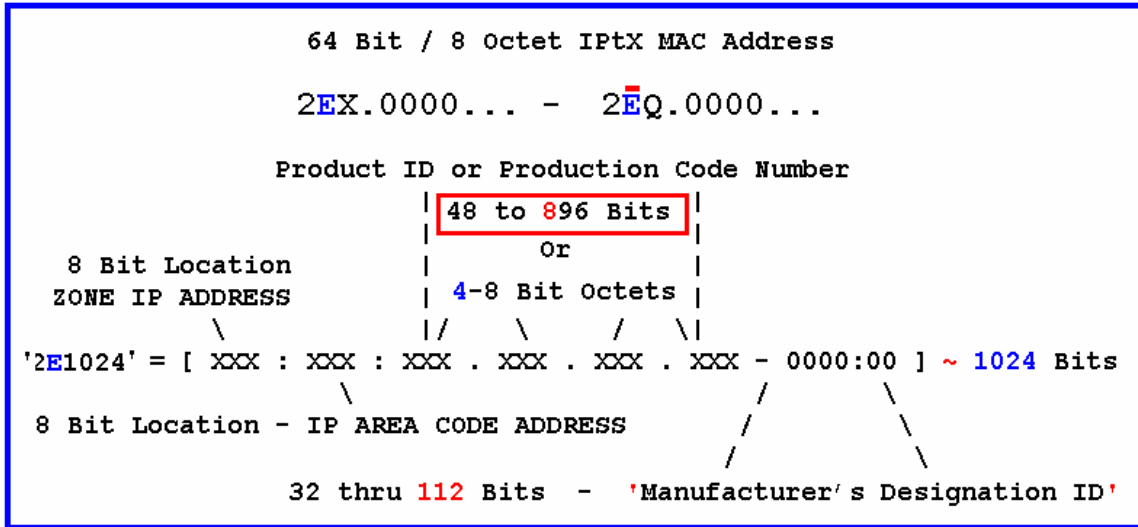 64 Bit / 8 Octet IPtX MAC Address
2EX.0000... - 2E̅Q.0000...
Product ID or Production Code Number
48 to 896 Bits
Or
8 Bit Location
ZONE IP ADDRESS
4-8 Bit Octets
'2E1024' = [ XXX : XXX : XXX . XXX . XXX . XXX - 0000:00 ] ~ 1024 Bits
8 Bit Location - IP AREA CODE ADDRESS
32 thru 112 Bits - 'Manufacturer's Designation ID'